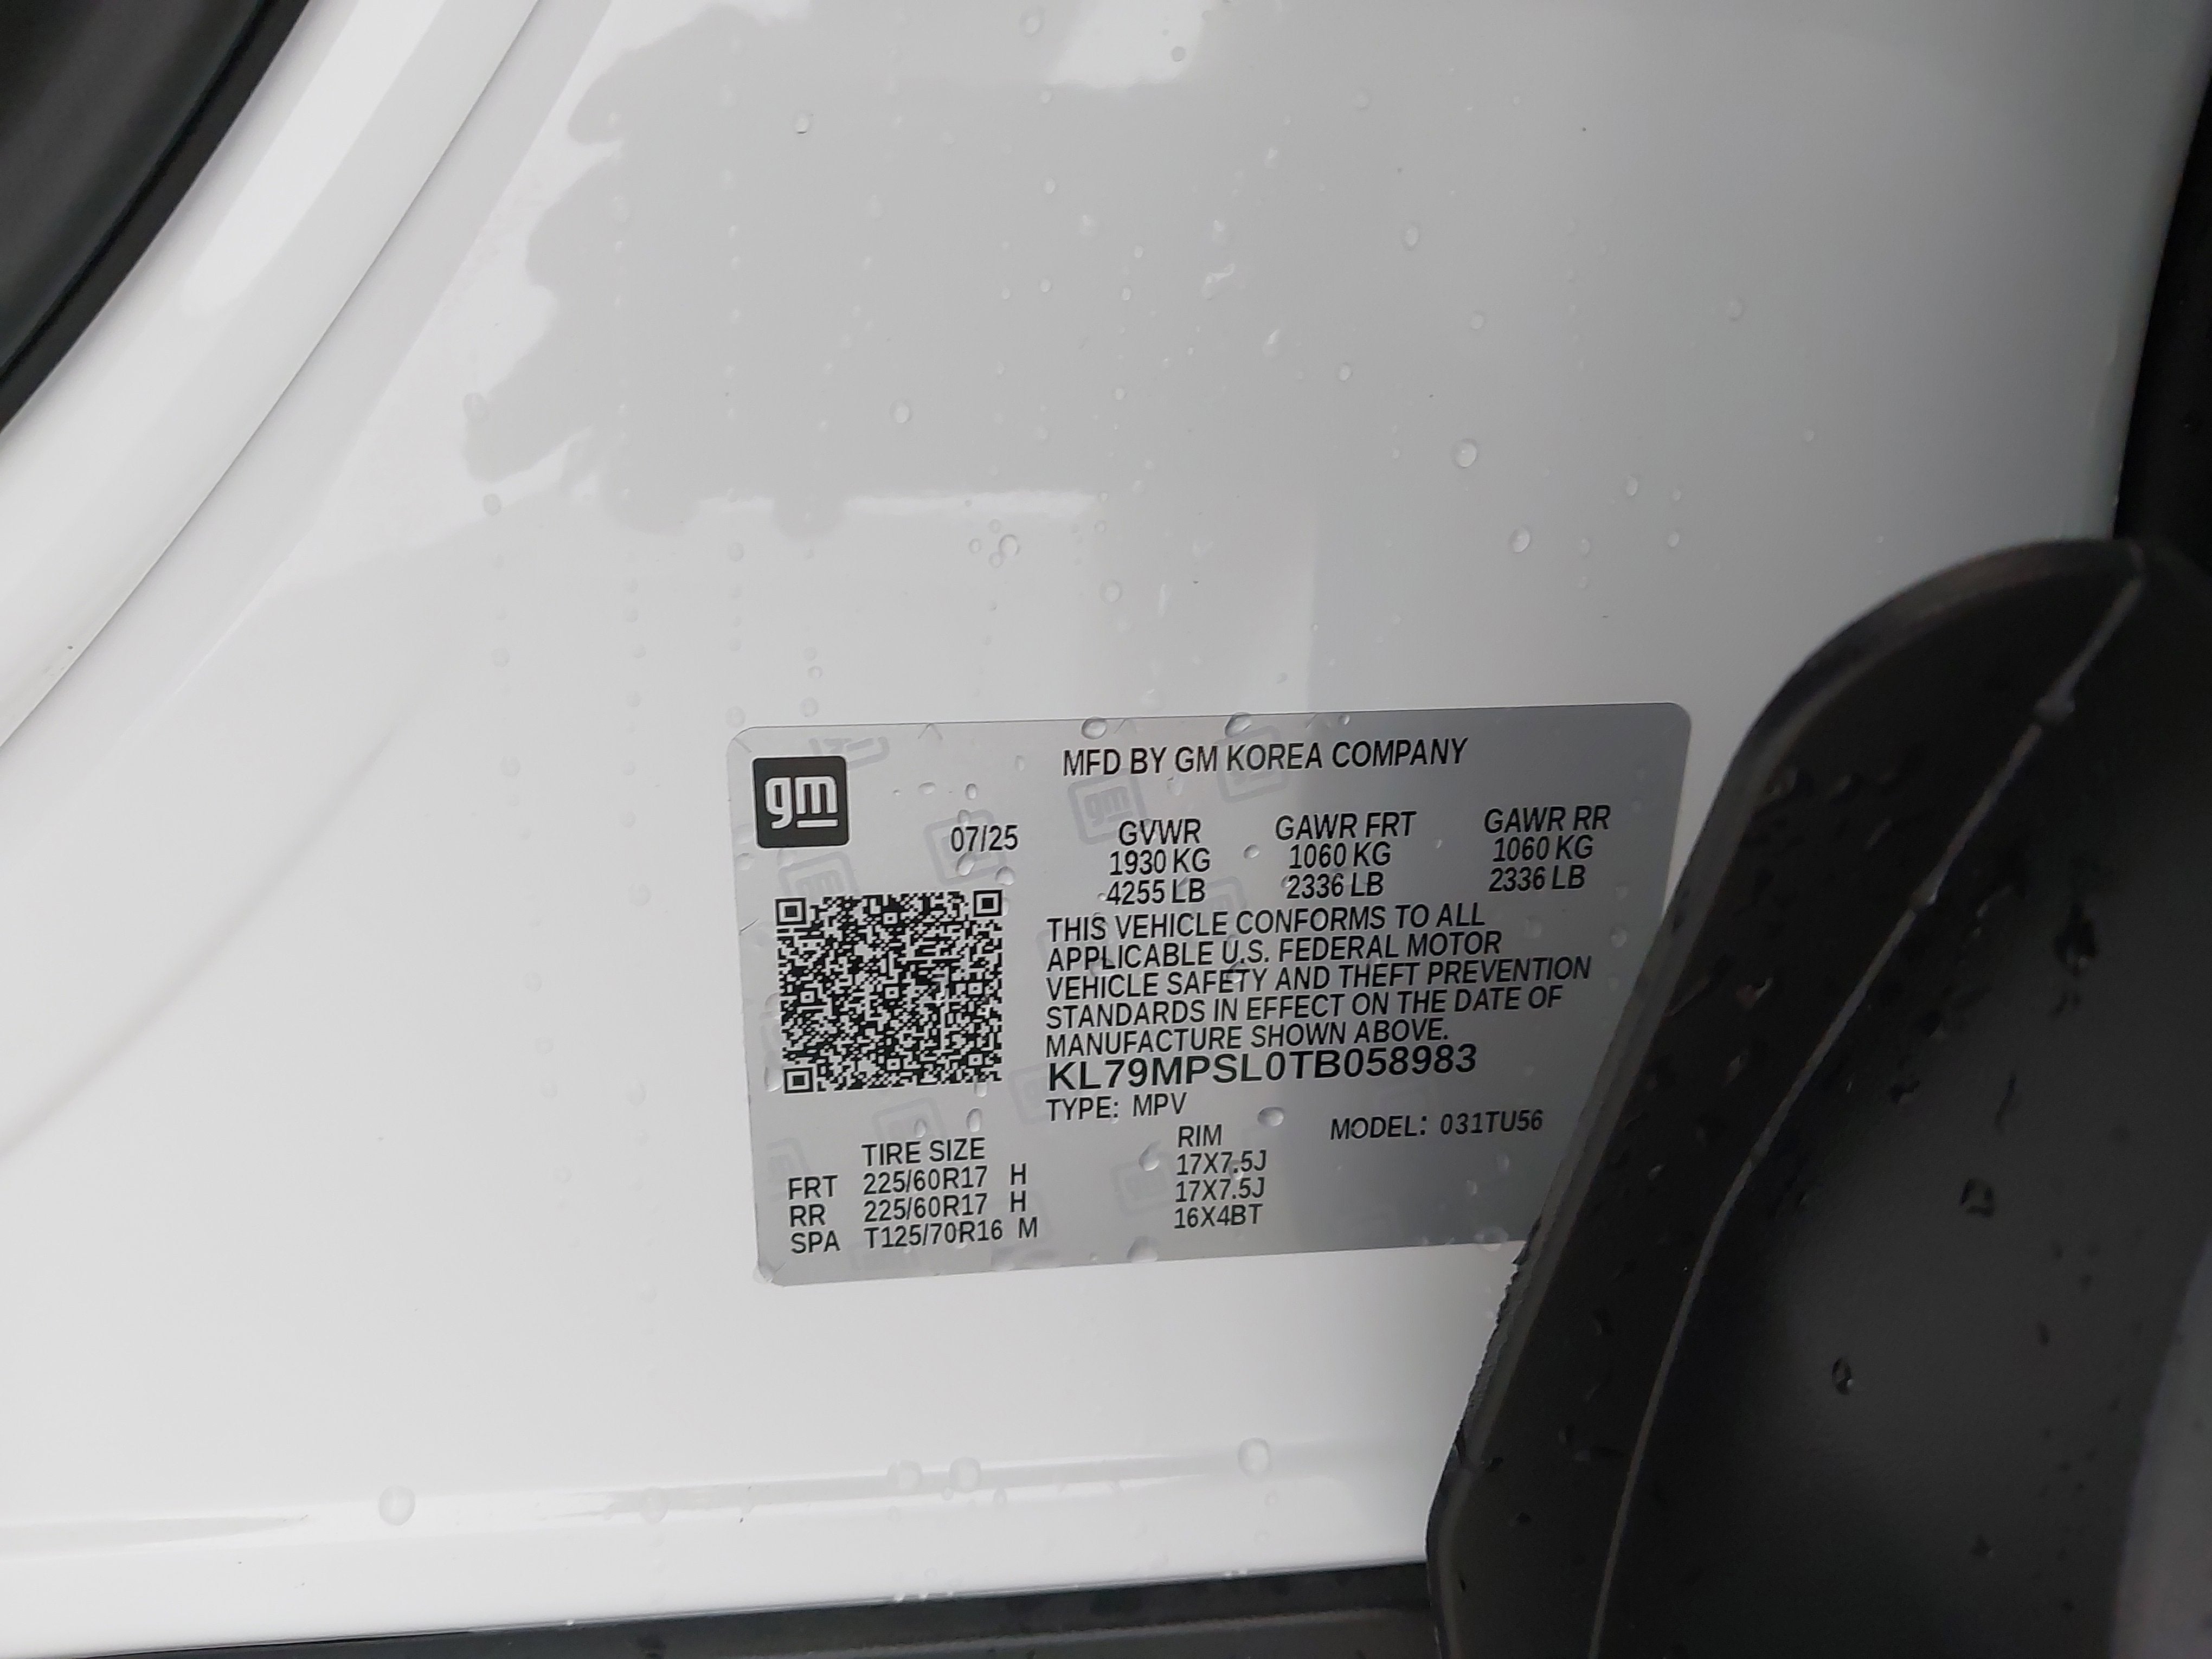 gm
MFD BY GM KOREA COMPANY
07/25 GVWR GAWR FRT GAWR RR
1930 KG 1060 KG 1060 KG
4255 LB 2336 LB 2336 LB
THIS VEHICLE CONFORMS TO ALL
APPLICABLE U.S. FEDERAL MOTOR
VEHICLE SAFETY AND THEFT PREVENTION
STANDARDS IN EFFECT ON THE DATE OF
MANUFACTURE SHOWN ABOVE.
KL79MPSL0TB058983
TYPE: MPV MODEL: 031TU56
TIRE SIZE RIM
FRT 225/60R17 H 17X7.5J
RR 225/60R17 H 17X7.5J
SPA T125/70R16 M 16X4BT